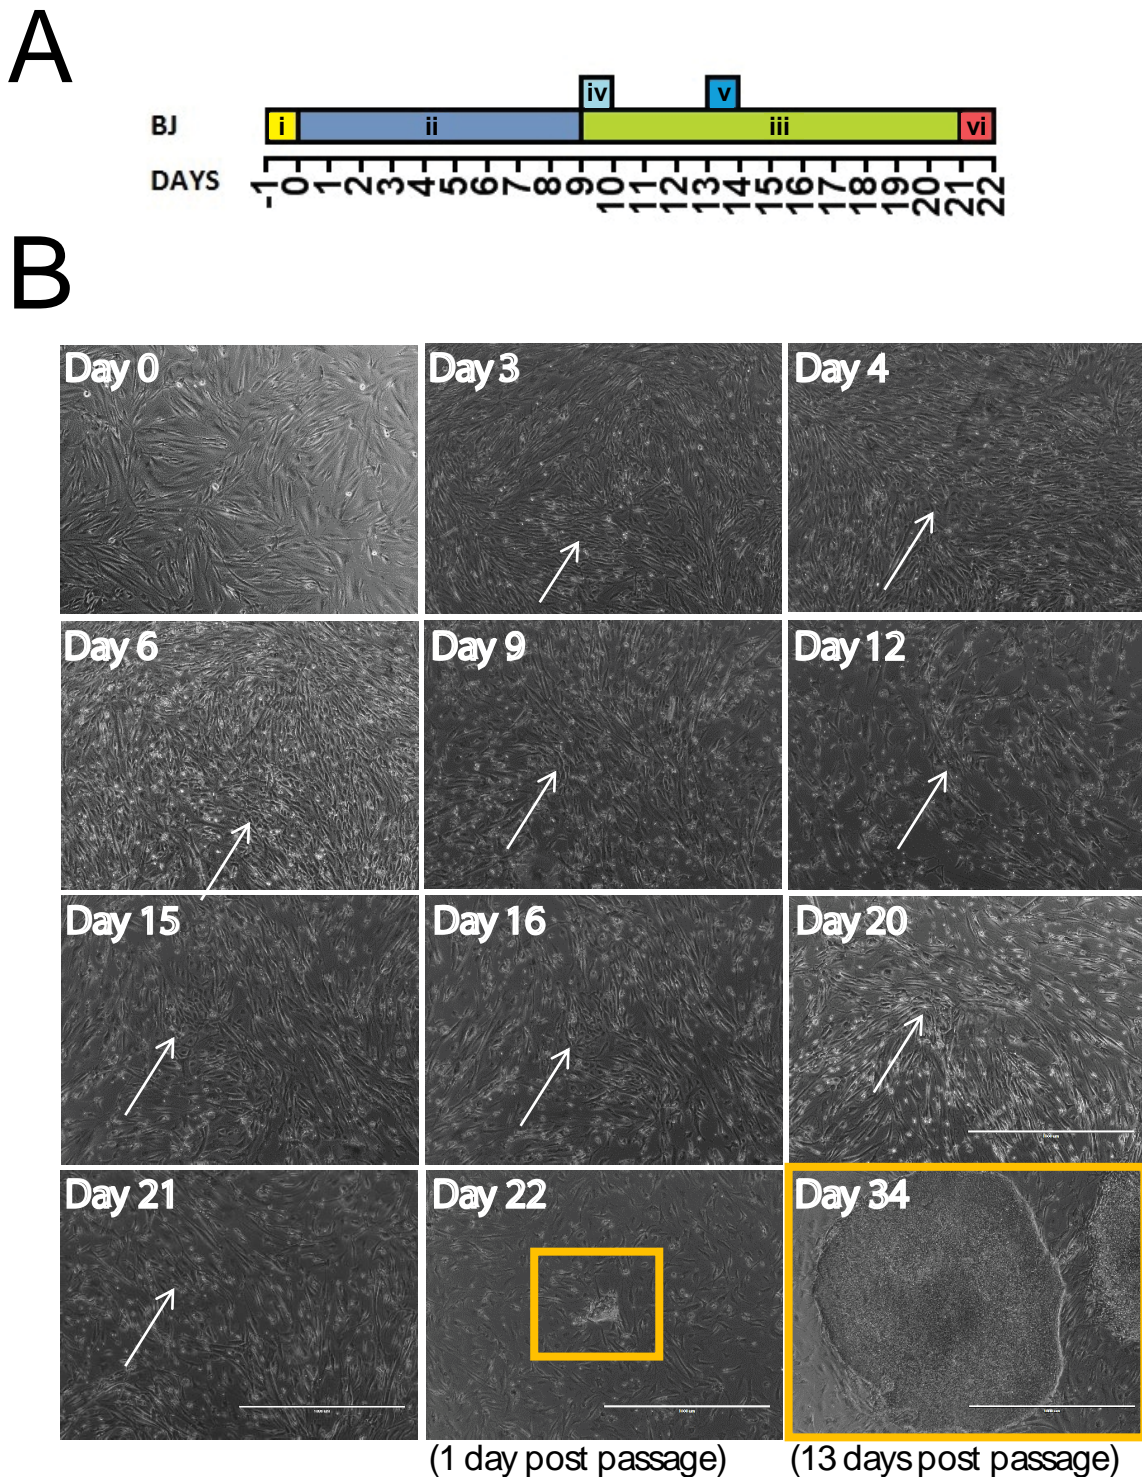 A
iv v
BJ i ii iii vi
DAYS -1 0 1 2 3 4 5 6 7 8 9 10 11 12 13 14 15 16 17 18 19 20 21 22
B
Day 0 Day 3 Day 4
Day 6 Day 9 Day 12
Day 15 Day 16 Day 20
Day 21 Day 22 Day 34
(1 day post passage) (13 days post passage)